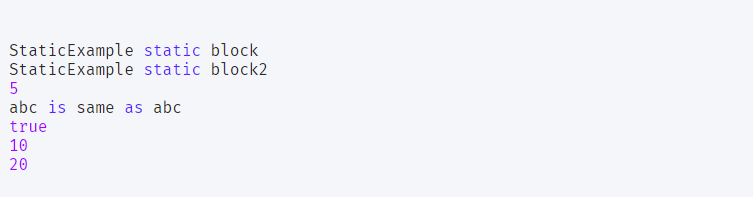 StaticExample static block
StaticExample static block2
5
abc is same as abc
true
10
20